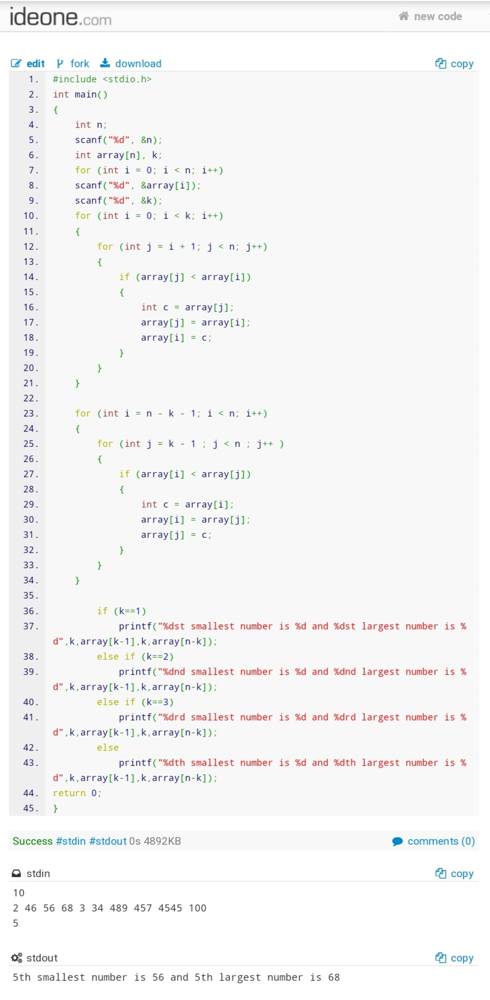 ideone.com new code
edit fork download copy
1. #include <stdio.h>
2. int main()
3. {
4.     int n;
5.     scanf("%d", &n);
6.     int array[n], k;
7.     for (int i = 0; i < n; i++)
8.     scanf("%d", &array[i]);
9.     scanf("%d", &k);
10.     for (int i = 0; i < k; i++)
11.     {
12.         for (int j = i + 1; j < n; j++)
13.         {
14.             if (array[j] < array[i])
15.             {
16.                 int c = array[j];
17.                 array[j] = array[i];
18.                 array[i] = c;
19.             }
20.         }
21.     }
22.
23.     for (int i = n - k - 1; i < n; i++)
24.     {
25.         for (int j = k - 1 ; j < n ; j++ )
26.         {
27.             if (array[i] < array[j])
28.             {
29.                 int c = array[i];
30.                 array[i] = array[j];
31.                 array[j] = c;
32.             }
33.         }
34.     }
35.
36.         if (k==1)
37.             printf("%dst smallest number is %d and %dst largest number is %
d",k,array[k-1],k,array[n-k]);
38.         else if (k==2)
39.             printf("%dnd smallest number is %d and %dnd largest number is %
d",k,array[k-1],k,array[n-k]);
40.         else if (k==3)
41.             printf("%drd smallest number is %d and %drd largest number is %
d",k,array[k-1],k,array[n-k]);
42.         else
43.             printf("%dth smallest number is %d and %dth largest number is %
d",k,array[k-1],k,array[n-k]);
44. return 0;
45. }
Success #stdin #stdout 0s 4892KB comments (0)
stdin copy
10
2 46 56 68 3 34 489 457 4545 100
5
stdout copy
5th smallest number is 56 and 5th largest number is 68